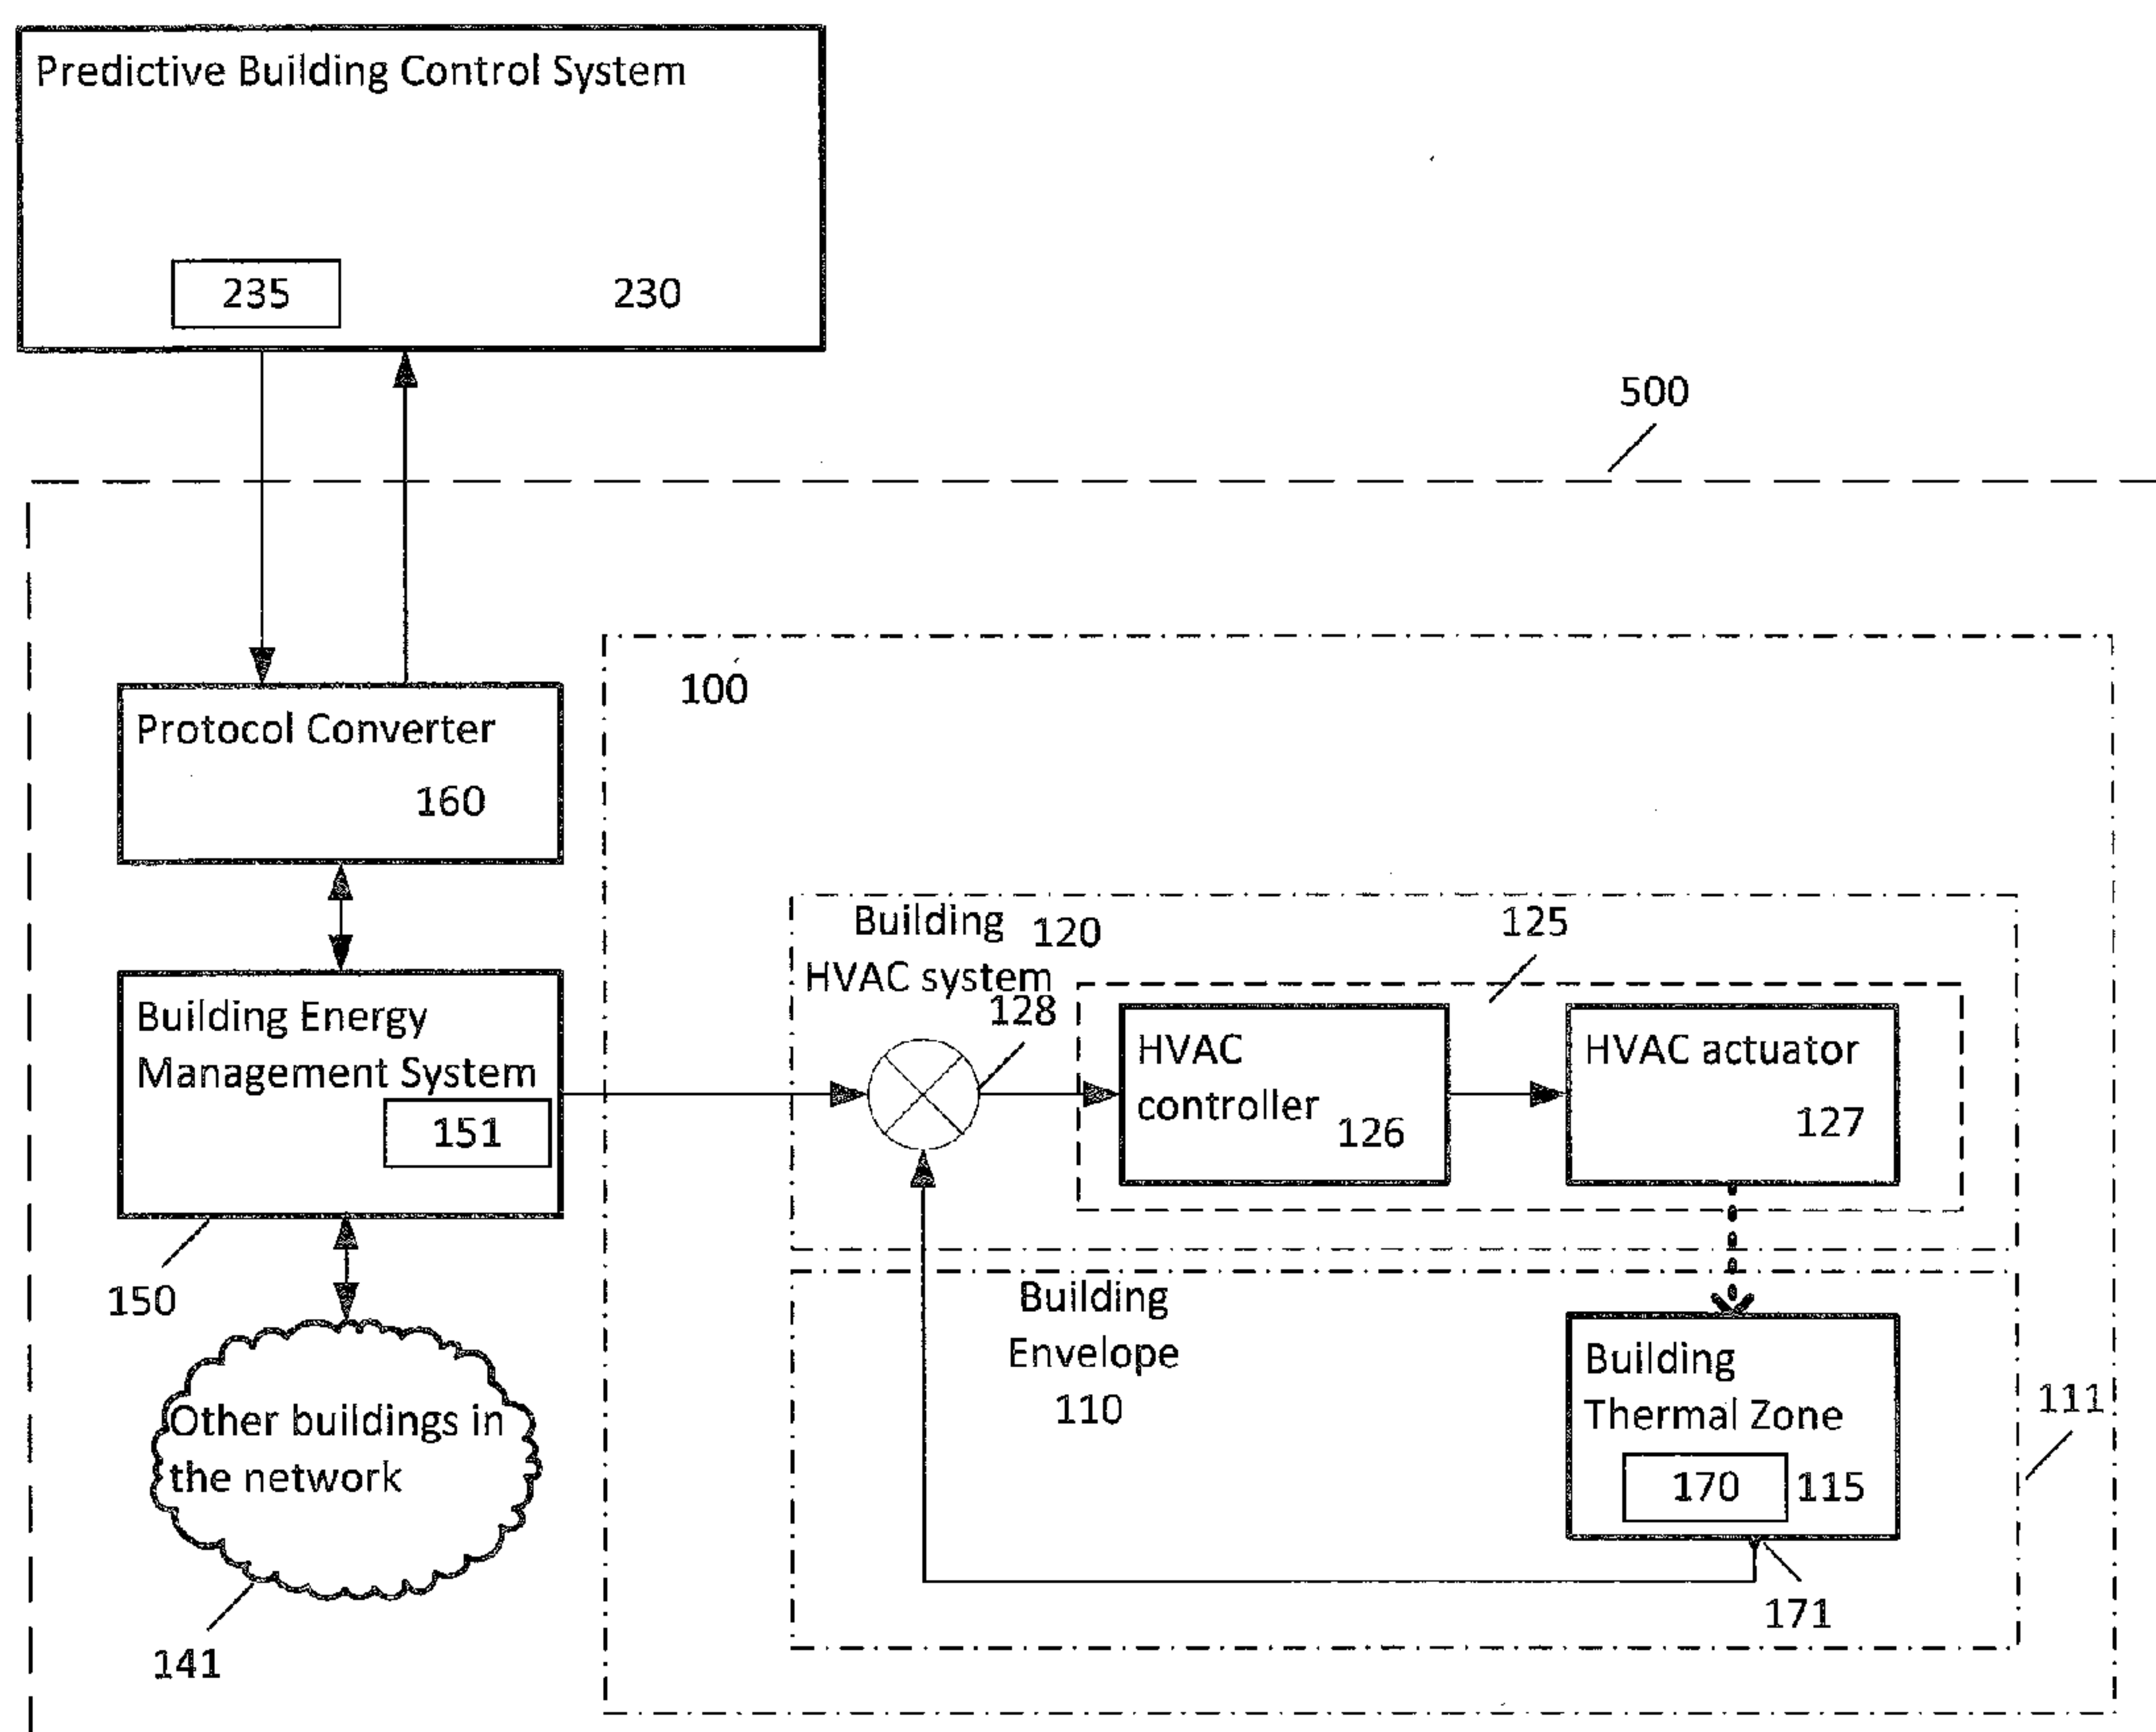 Predictive Building Control System
235
230
500
100
Protocol Converter
160
Building
120
HVAC system
125
128
Building Energy
Management System
151
HVAC
controller
126
HVAC actuator
127
150
Building
Envelope
110
Building
Thermal Zone
170
115
111
Other buildings in
the network
171
141